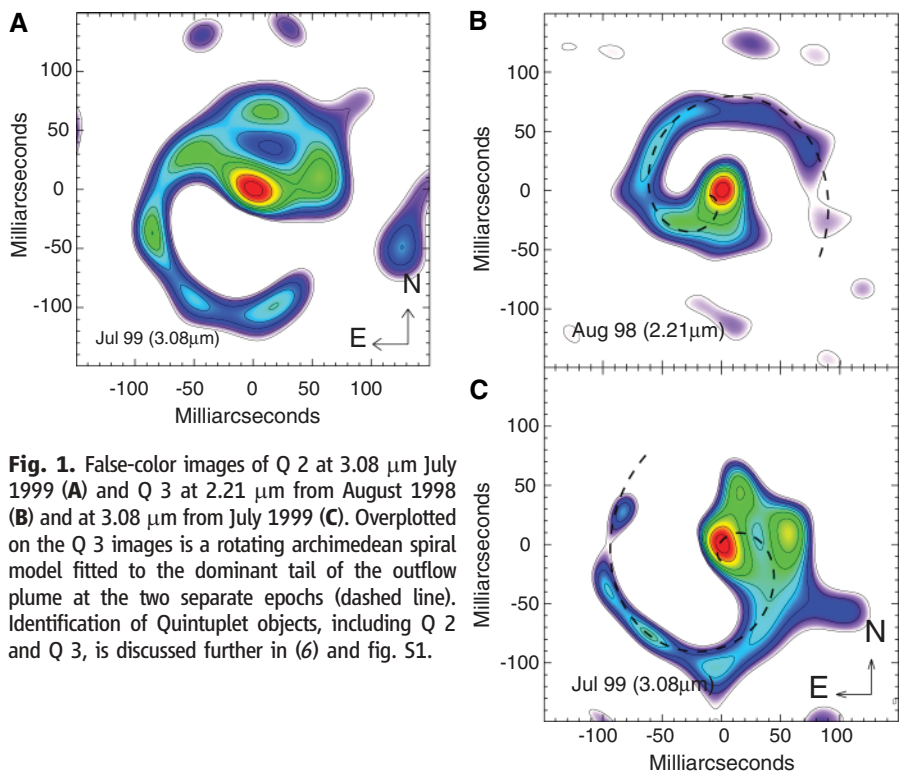 A
Milliarcseconds
100
50
0
-50
-100
Jul 99 (3.08μm)
N
E
-100 -50 0 50 100
Milliarcseconds
B
Milliarcseconds
100
50
0
-50
-100
Aug 98 (2.21μm)
C
Milliarcseconds
100
50
0
-50
-100
Jul 99 (3.08μm)
N
E
-100 -50 0 50 100
Milliarcseconds
Fig. 1. False-color images of Q 2 at 3.08 μm July
1999 (A) and Q 3 at 2.21 μm from August 1998
(B) and at 3.08 μm from July 1999 (C). Overplotted
on the Q 3 images is a rotating archimedean spiral
model fitted to the dominant tail of the outflow
plume at the two separate epochs (dashed line).
Identification of Quintuplet objects, including Q 2
and Q 3, is discussed further in (6) and fig. S1.